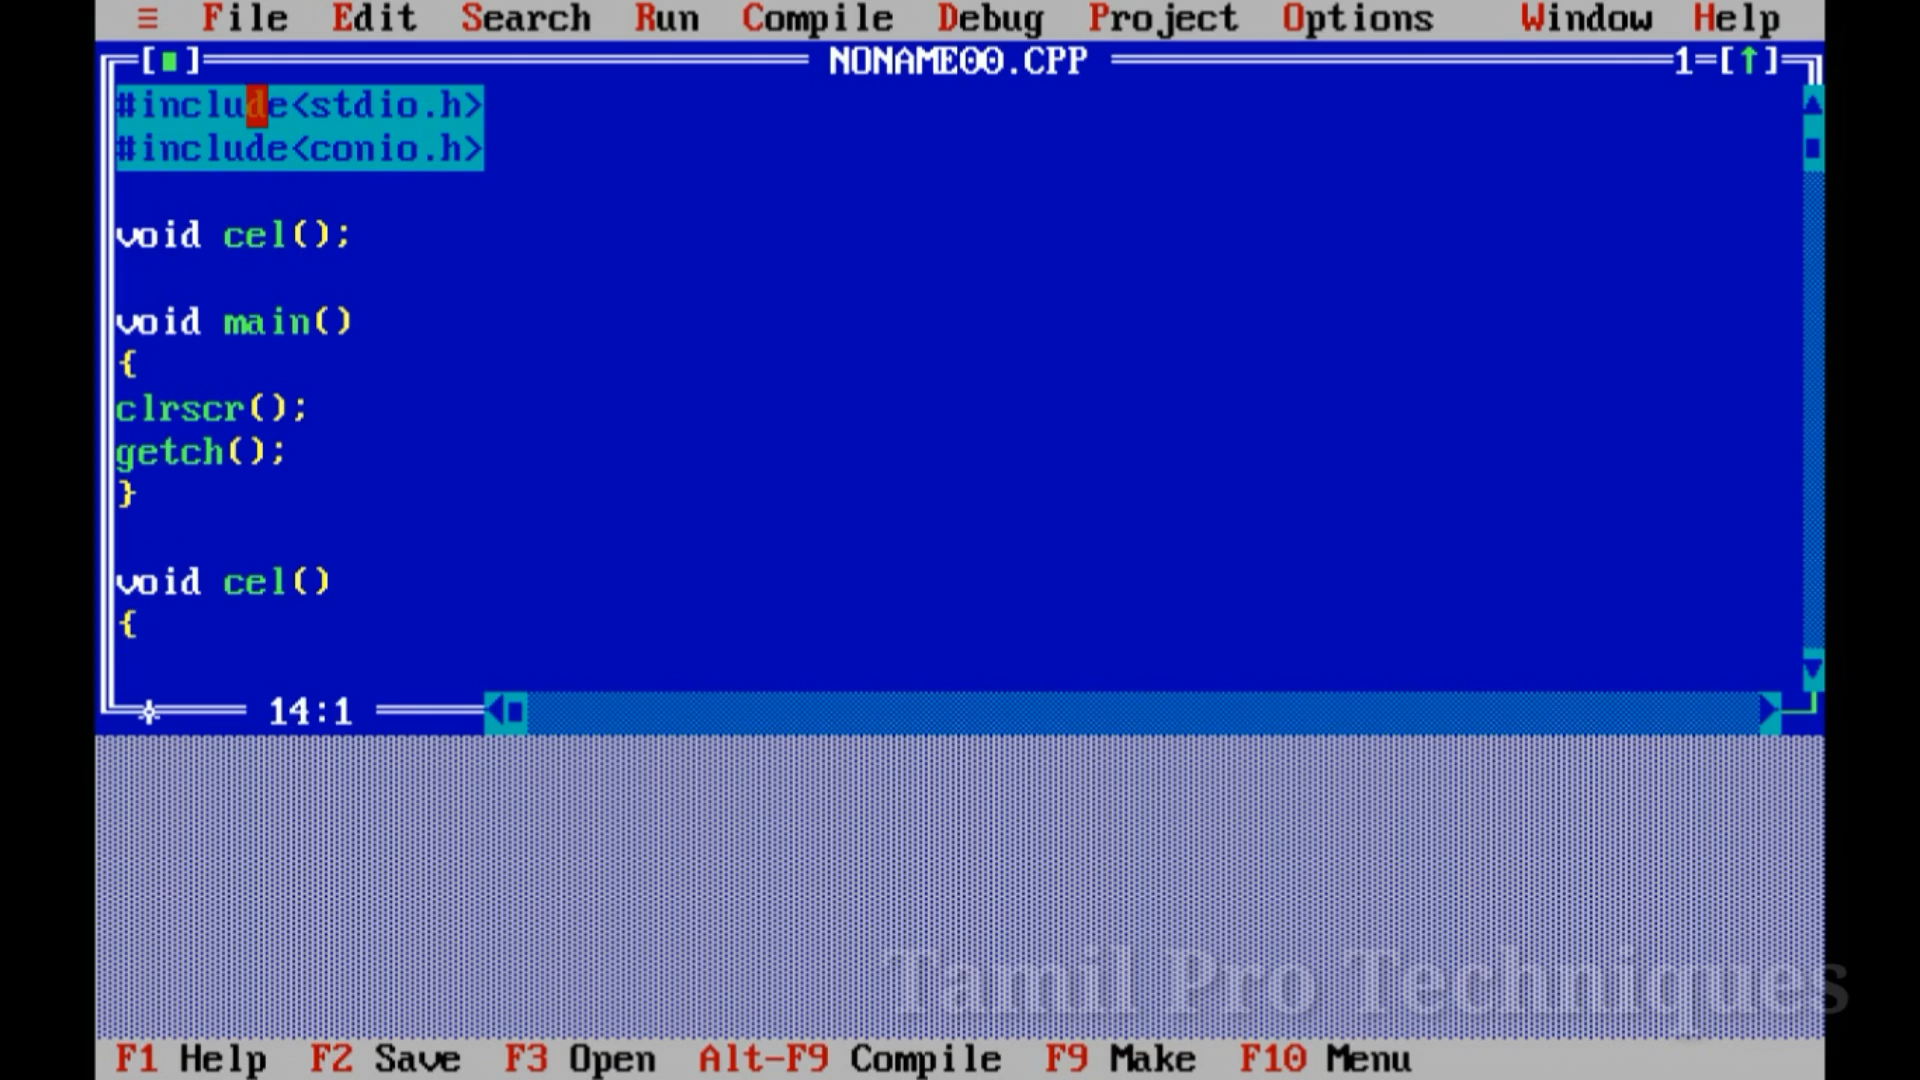 ≡ File Edit Search Run Compile Debug Project Options Window Help
[■] NONAME00.CPP 1=[↑]
#include<stdio.h>
#include<conio.h>
void cel();
void main()
{
clrscr();
getch();
}
void cel()
{
14:1
Tamil Pro Techniques
F1 Help F2 Save F3 Open Alt-F9 Compile F9 Make F10 Menu